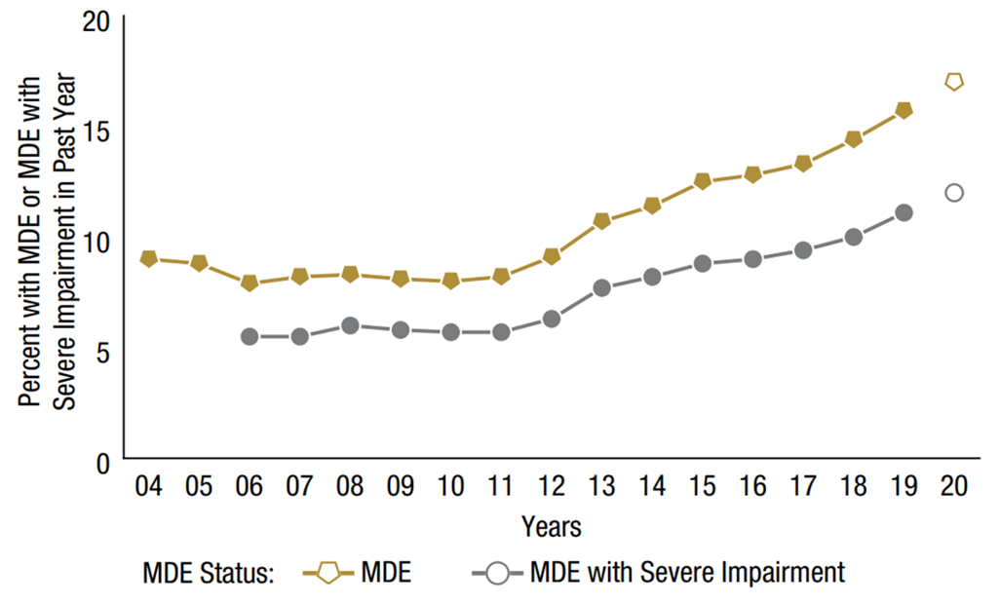 Percent with MDE or MDE with
Severe Impairment in Past Year
20
15
10
5
0
04 05 06 07 08 09 10 11 12 13 14 15 16 17 18 19 20
Years
MDE Status: MDE MDE with Severe Impairment